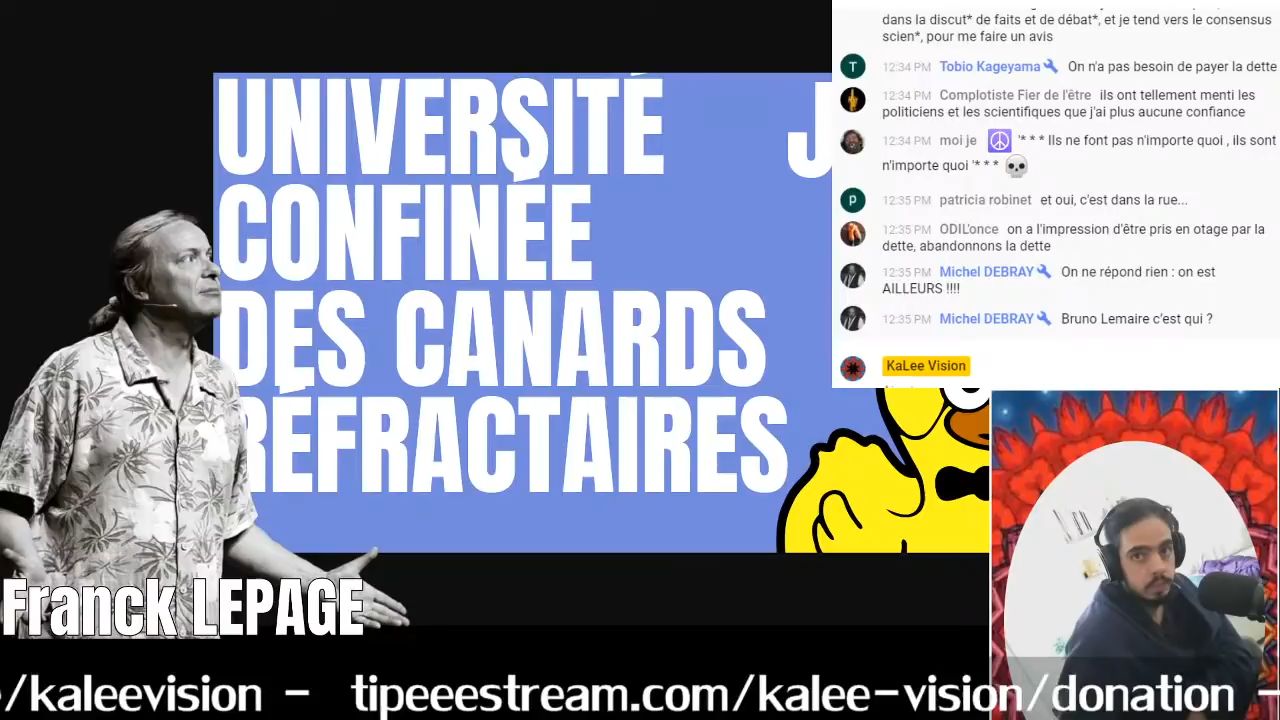 UNIVERSITÉ
CONFINÉE
DES CANARDS
RÉFRACTAIRES
J
Franck LEPAGE
dans la discut* de faits et de débat*, et je tend vers le consensus
scien*, pour me faire un avis
T 12:34 PM Tobio Kageyama On n'a pas besoin de payer la dette
12:34 PM Complotiste Fier de l'être ils ont tellement menti les
politiciens et les scientifiques que j'ai plus aucune confiance
12:34 PM moi je '* * * Ils ne font pas n'importe quoi , ils sont
n'importe quoi '* * *
p 12:35 PM patricia robinet et oui, c'est dans la rue...
12:35 PM ODIL'once on a l'impression d'être pris en otage par la
dette, abandonnons la dette
12:35 PM Michel DEBRAY On ne répond rien : on est
AILLEURS !!!!
12:35 PM Michel DEBRAY Bruno Lemaire c'est qui ?
KaLee Vision
/kaleevision - tipeeestream.com/kalee-vision/donation -